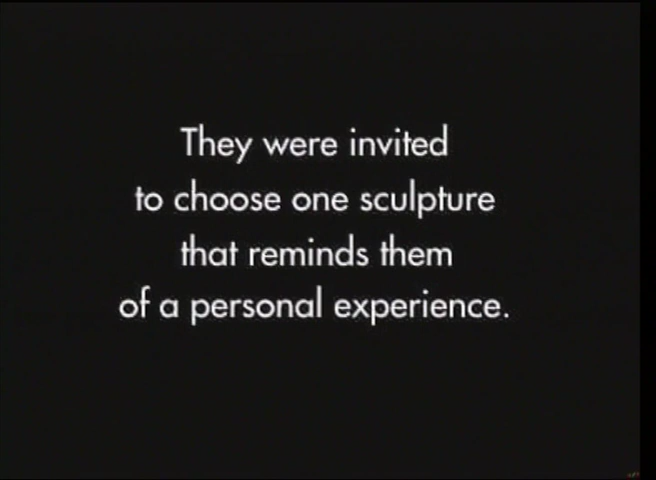 They were invited
to choose one sculpture
that reminds them
of a personal experience.